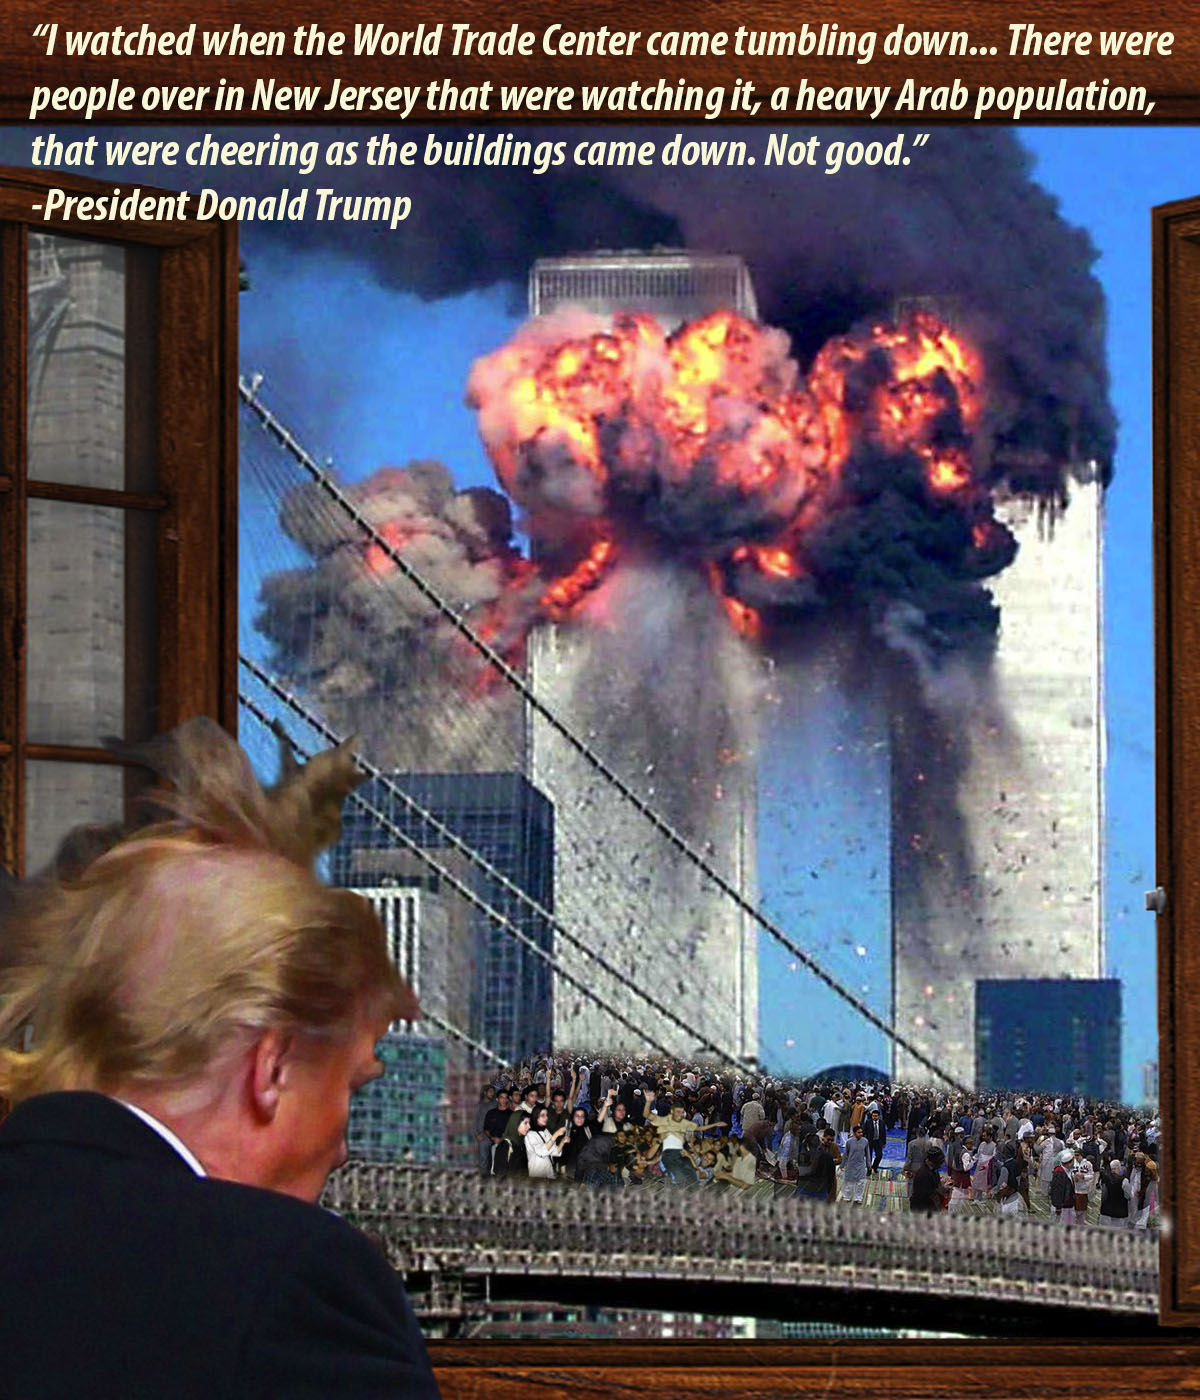 “I watched when the World Trade Center came tumbling down... There were
people over in New Jersey that were watching it, a heavy Arab population,
that were cheering as the buildings came down. Not good.”
-President Donald Trump